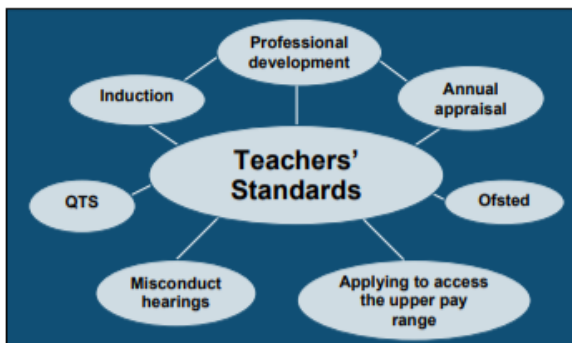 Professional
development
Induction
Annual
appraisal
Teachers'
Standards
QTS
Ofsted
Misconduct
hearings
Applying to access
the upper pay
range